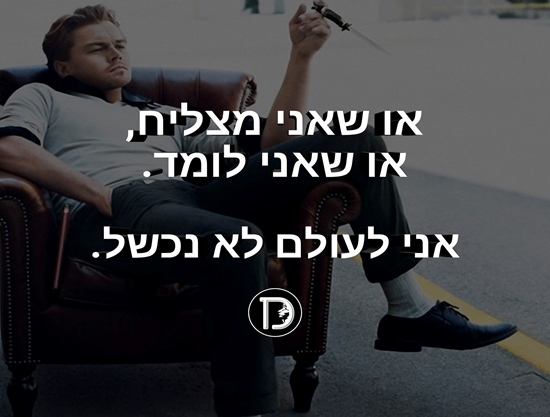 או שאני מצליח,
או שאני לומד.
אני לעולם לא נכשל.